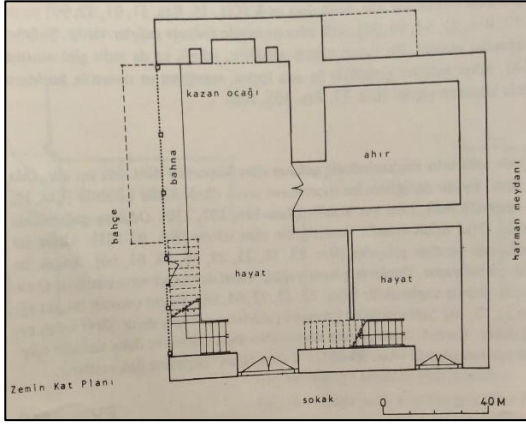 kazan ocağı
ahır
bahna
bahçe
harman meydanı
hayat
hayat
Zemin Kat Planı
sokak
0 40M